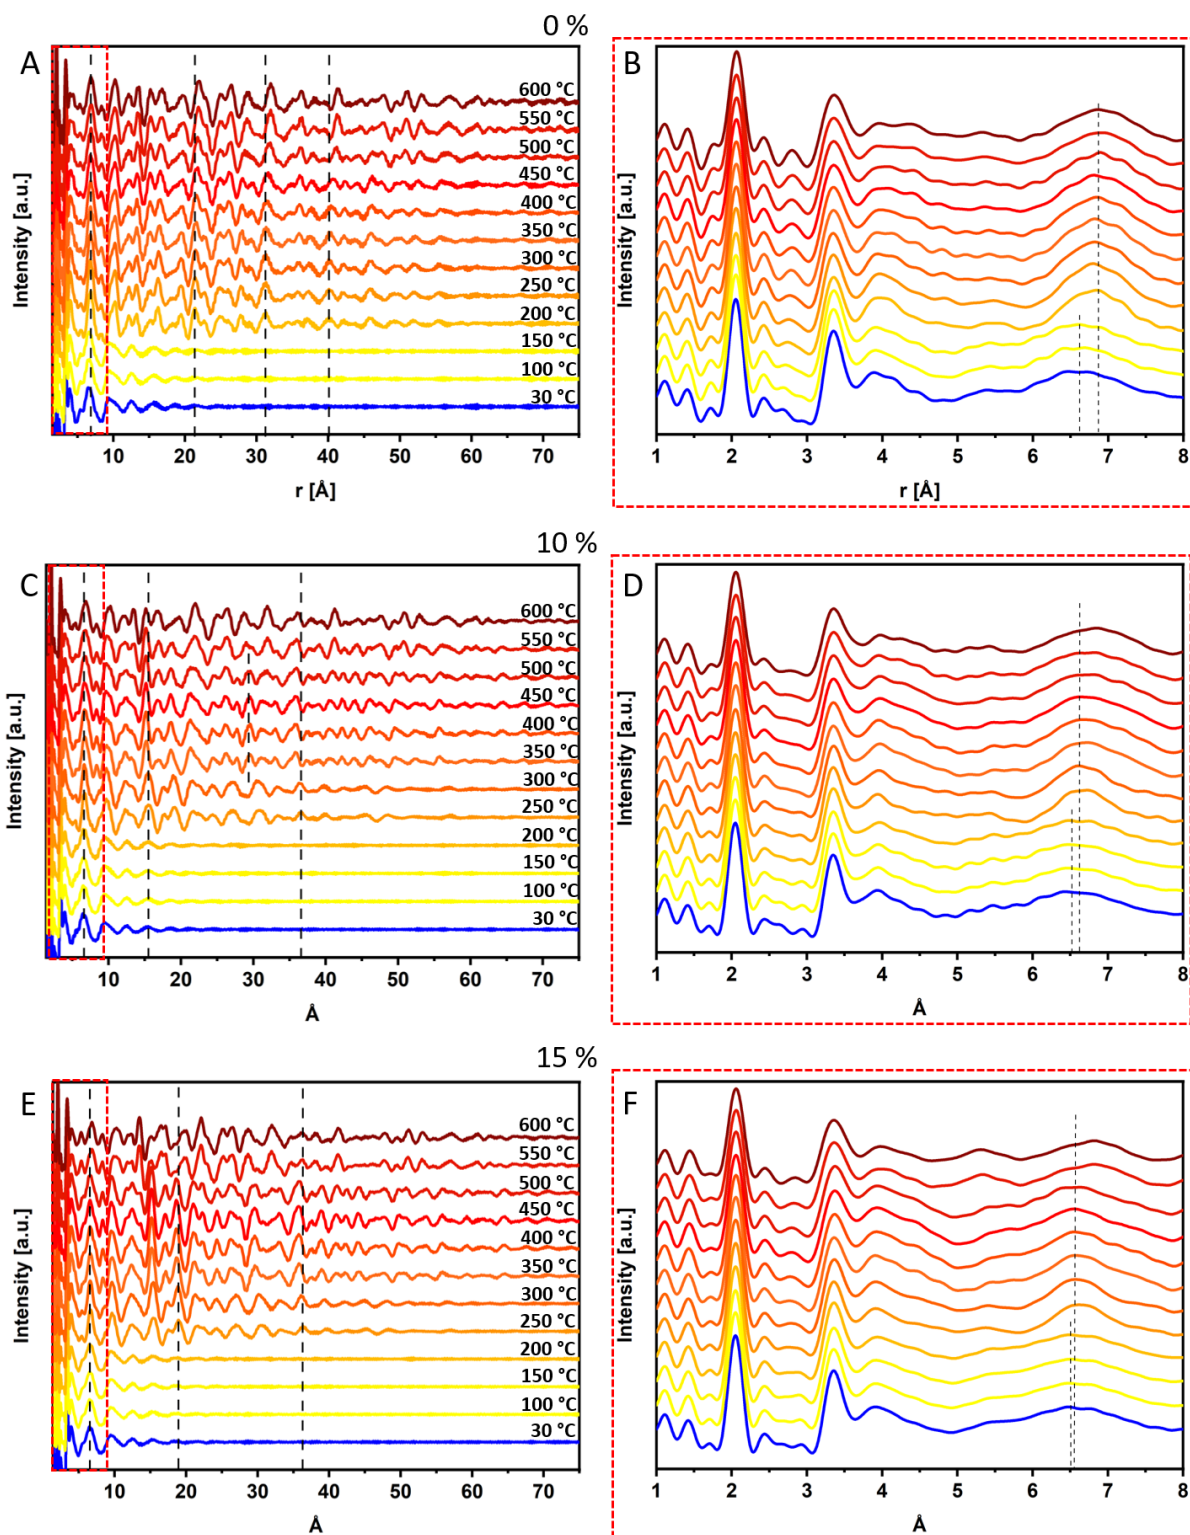 0 %
A
600 °C
550 °C
500 °C
450 °C
400 °C
350 °C
300 °C
250 °C
200 °C
150 °C
100 °C
30 °C
Intensity [a.u.]
10 20 30 40 50 60 70
r [Å]
B
Intensity [a.u.]
1 2 3 4 5 6 7 8
r [Å]
10 %
C
600 °C
550 °C
500 °C
450 °C
400 °C
350 °C
300 °C
250 °C
200 °C
150 °C
100 °C
30 °C
Intensity [a.u.]
10 20 30 40 50 60 70
Å
D
Intensity [a.u.]
1 2 3 4 5 6 7 8
Å
15 %
E
600 °C
550 °C
500 °C
450 °C
400 °C
350 °C
300 °C
250 °C
200 °C
150 °C
100 °C
30 °C
Intensity [a.u.]
10 20 30 40 50 60 70
Å
F
Intensity [a.u.]
1 2 3 4 5 6 7 8
Å